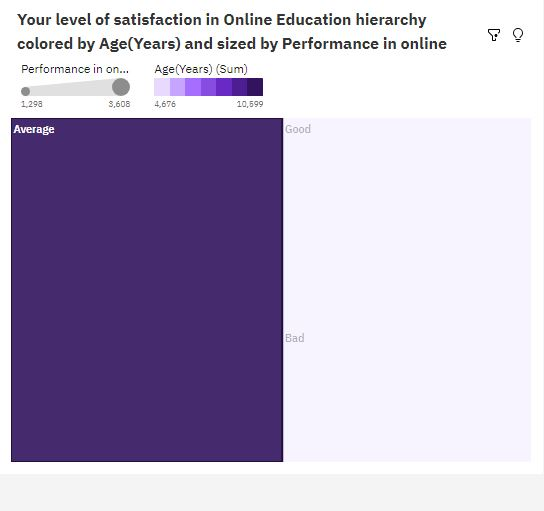 Your level of satisfaction in Online Education hierarchy
colored by Age(Years) and sized by Performance in online
Performance in on... Age(Years) (Sum)
1,298 3,608 4,676 10,599
Average Good
Bad